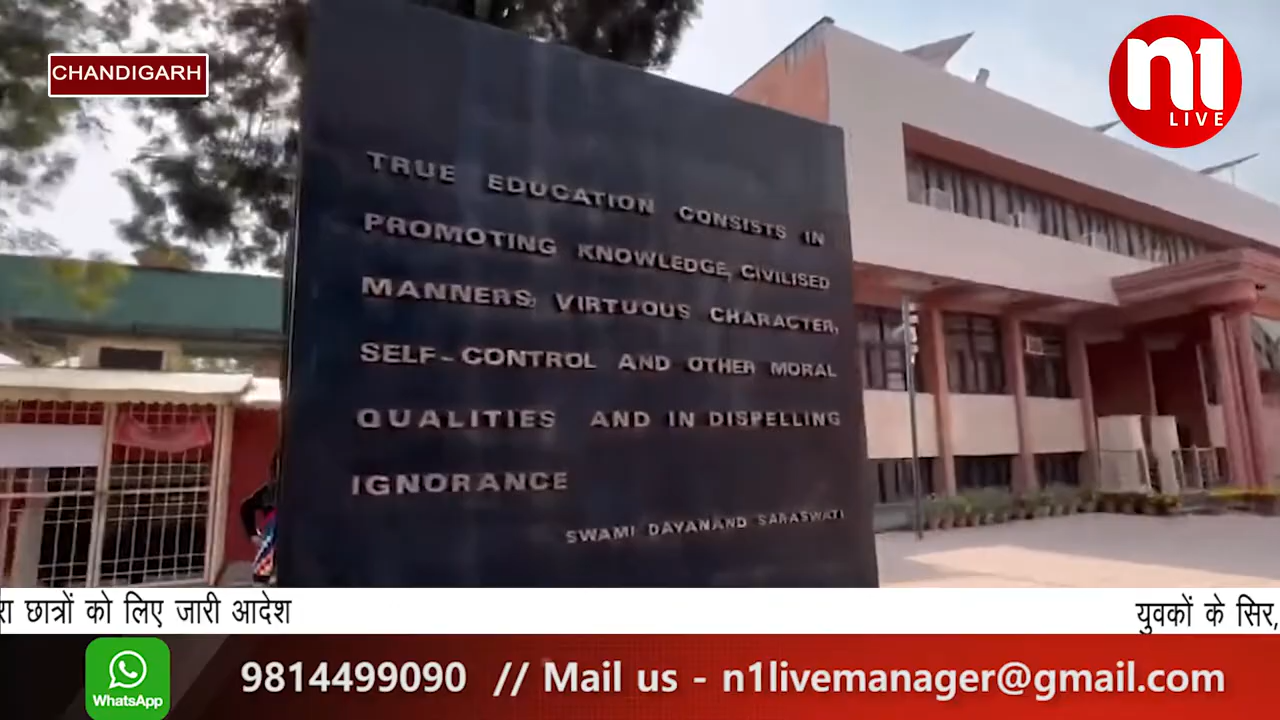 CHANDIGARH
n1
LIVE
TRUE EDUCATION CONSISTS IN
PROMOTING KNOWLEDGE, CIVILISED
MANNERS, VIRTUOUS CHARACTER,
SELF-CONTROL AND OTHER MORAL
QUALITIES AND IN DISPELLING
IGNORANCE
SWAMI DAYANAND SARASWATI
छात्रों को लिए जारी आदेश
युवकों के सिर,
WhatsApp
9814499090 // Mail us - n1livemanager@gmail.com